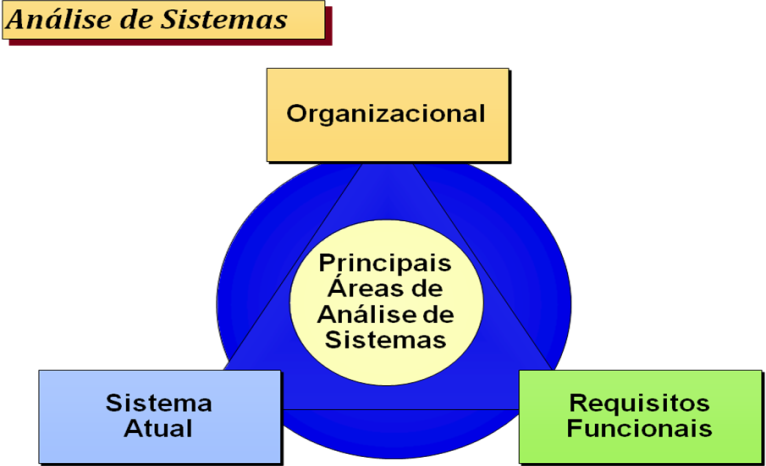 Análise de Sistemas
Organizacional
Principais
Áreas de
Análise de
Sistemas
Sistema
Atual
Requisitos
Funcionais